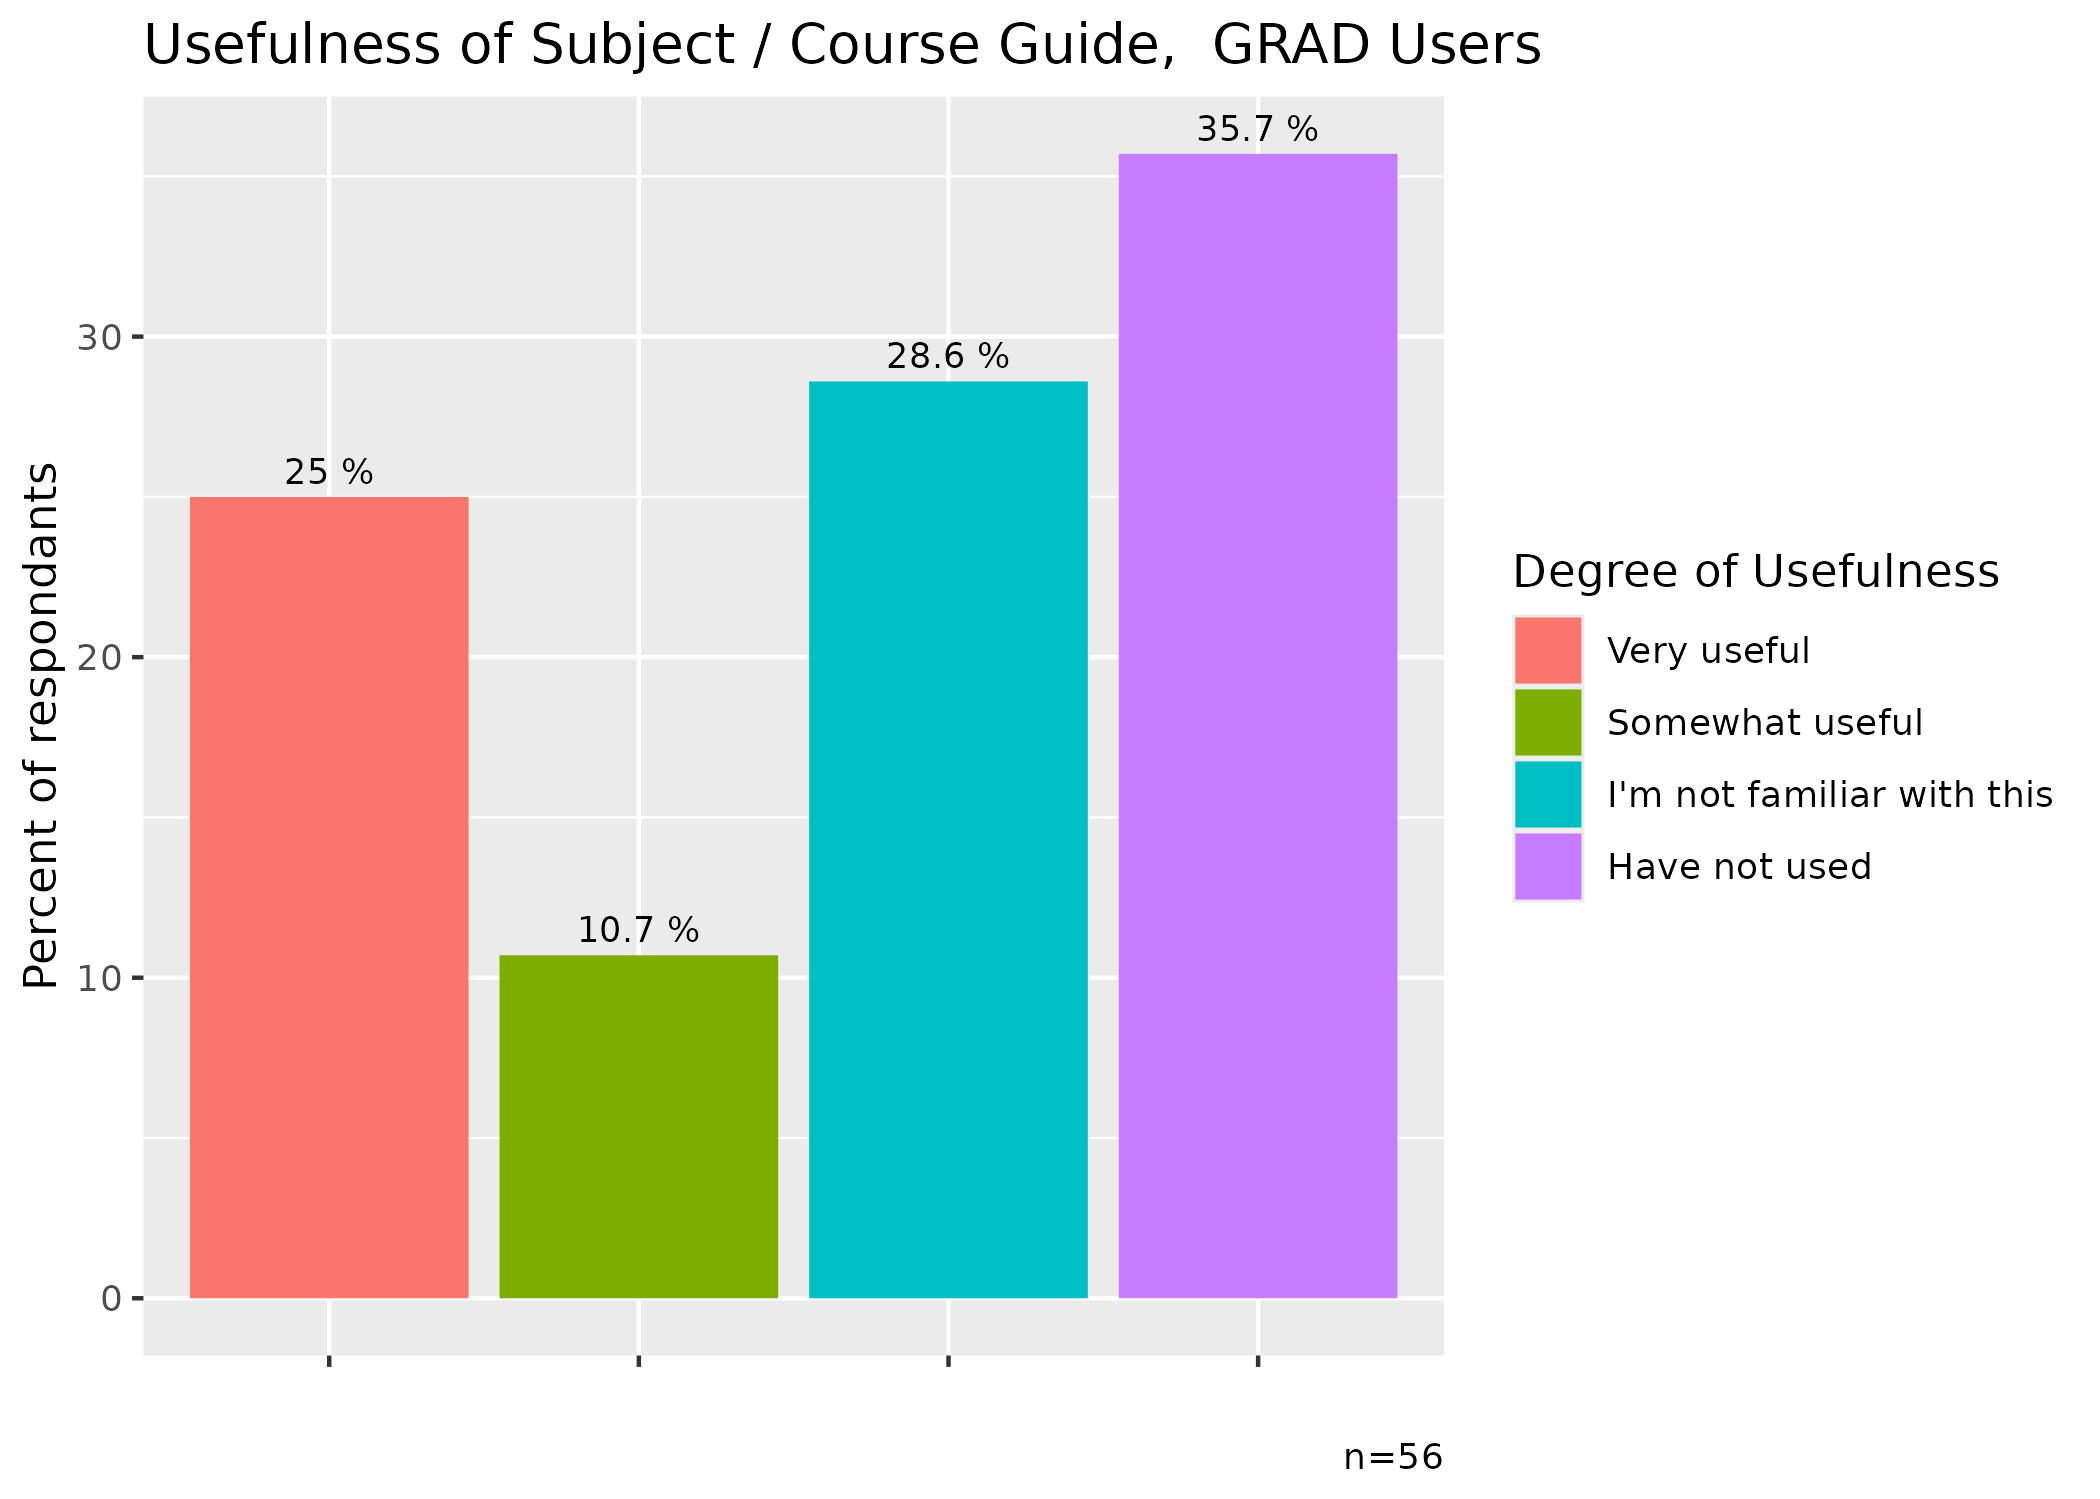 Usefulness of Subject / Course Guide,  GRAD Users
35.7 %
28.6 %
25 %
10.7 %
30
20
10
0
Percent of respondants
Degree of Usefulness
Very useful
Somewhat useful
I'm not familiar with this
Have not used
n=56